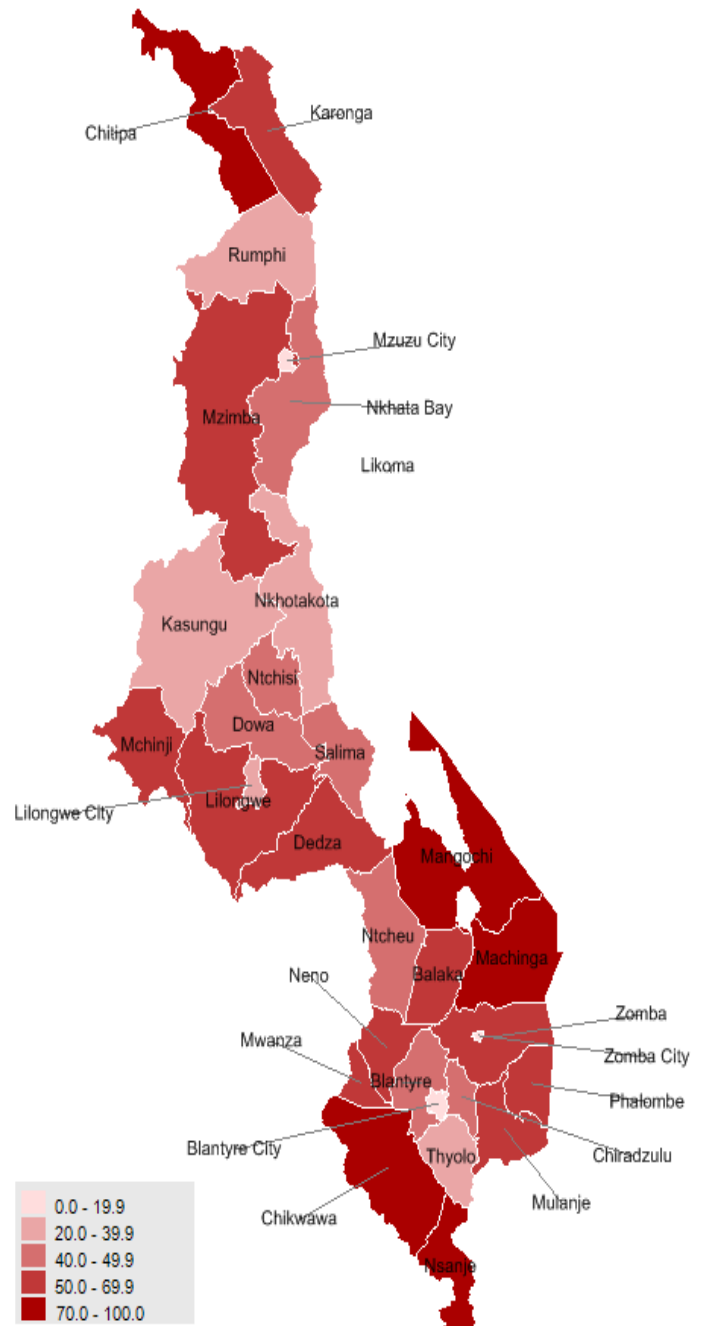 Karonga
Chitipa
Rumphi
Mzuzu City
Nkhata Bay
Mzimba
Likoma
Nkhotakota
Kasungu
Ntchisi
Dowa
Mchinji
Salima
Lilongwe City
Lilongwe
Dedza
Mangochi
Ntcheu
Machinga
Balaka
Neno
Zomba
Mwanza
Zomba City
Blantyre
Phalombe
Blantyre City
Chiradzulu
Thyolo
Mulanje
Chikwawa
Nsanje
0.0 - 19.9
20.0 - 39.9
40.0 - 49.9
50.0 - 69.9
70.0 - 100.0